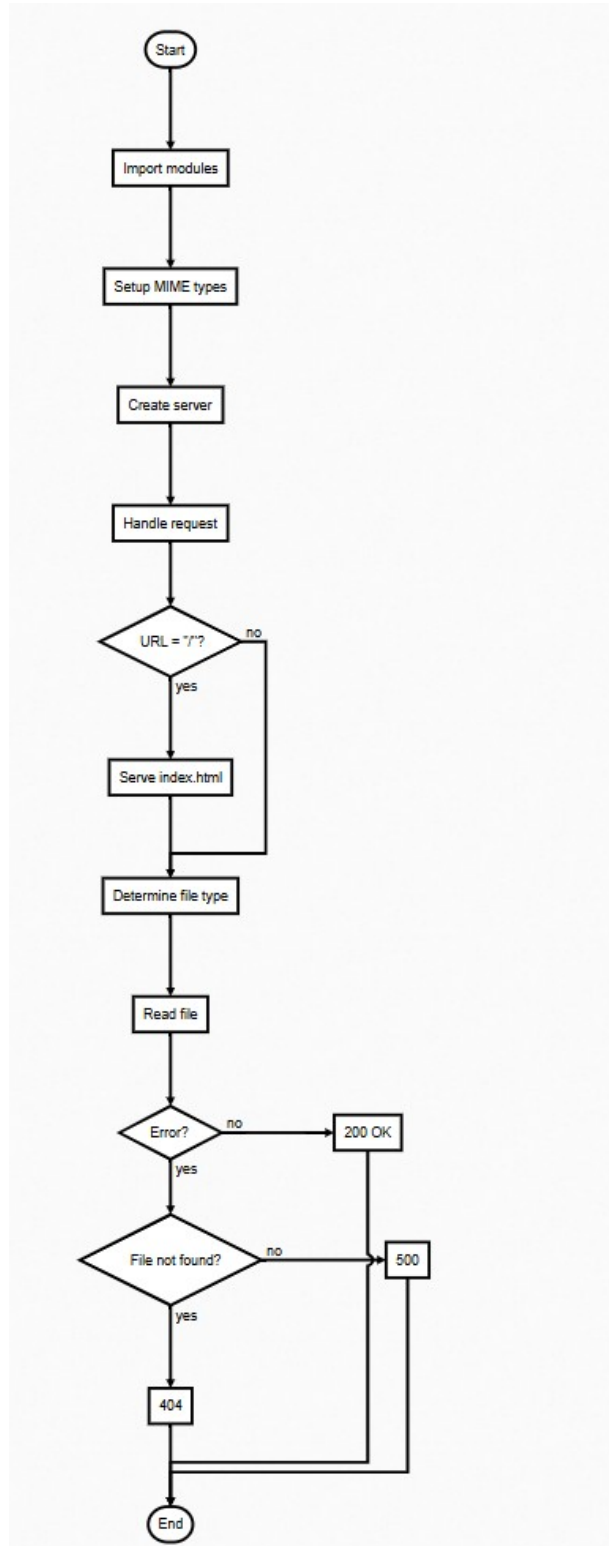 Start
Import modules
Setup MIME types
Create server
Handle request
URL = "/"?
no
yes
Serve index.html
Determine file type
Read file
Error?
no
200 OK
yes
File not found?
no
500
yes
404
End